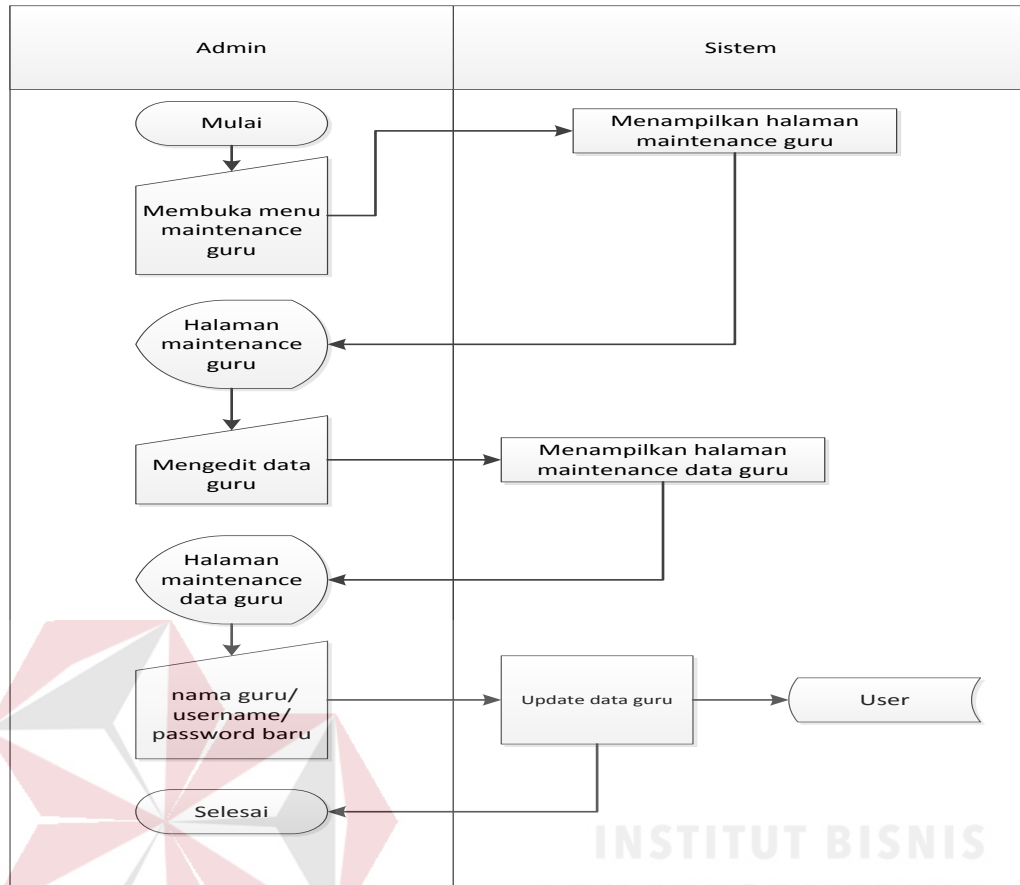 Admin
Sistem
Mulai
Menampilkan halaman
maintenance guru
Membuka menu
maintenance
guru
Halaman
maintenance
guru
Mengedit data
guru
Menampilkan halaman
maintenance data guru
Halaman
maintenance
data guru
nama guru/
username/
password baru
Update data guru
User
Selesai
INSTITUT BISNIS